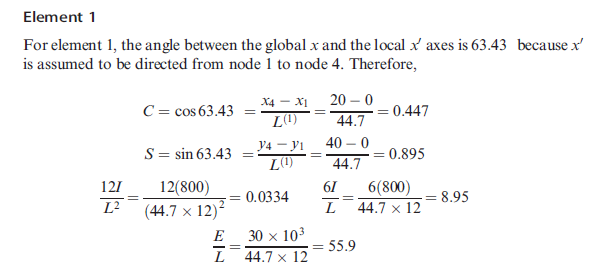 Element 1
For element 1, the angle between the global x and the local x′ axes is 63.43 because x′
is assumed to be directed from node 1 to node 4. Therefore,
C = cos 63.43 = (x₄ − x₁)/L⁽¹⁾ = (20 − 0)/44.7 = 0.447
S = sin 63.43 = (y₄ − y₁)/L⁽¹⁾ = (40 − 0)/44.7 = 0.895
12I/L² = 12(800)/(44.7 × 12)² = 0.0334 6I/L = 6(800)/(44.7 × 12) = 8.95
E/L = (30 × 10³)/(44.7 × 12) = 55.9